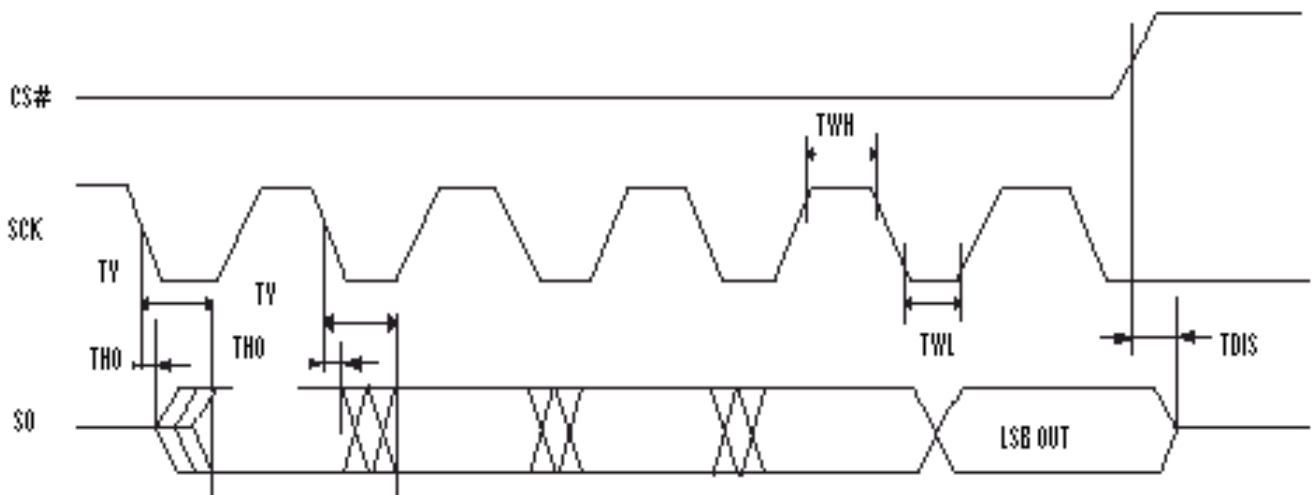 CS#
TWH
SCK
TV
TV
TWL
TDIS
THO
THO
SO
LSB OUT